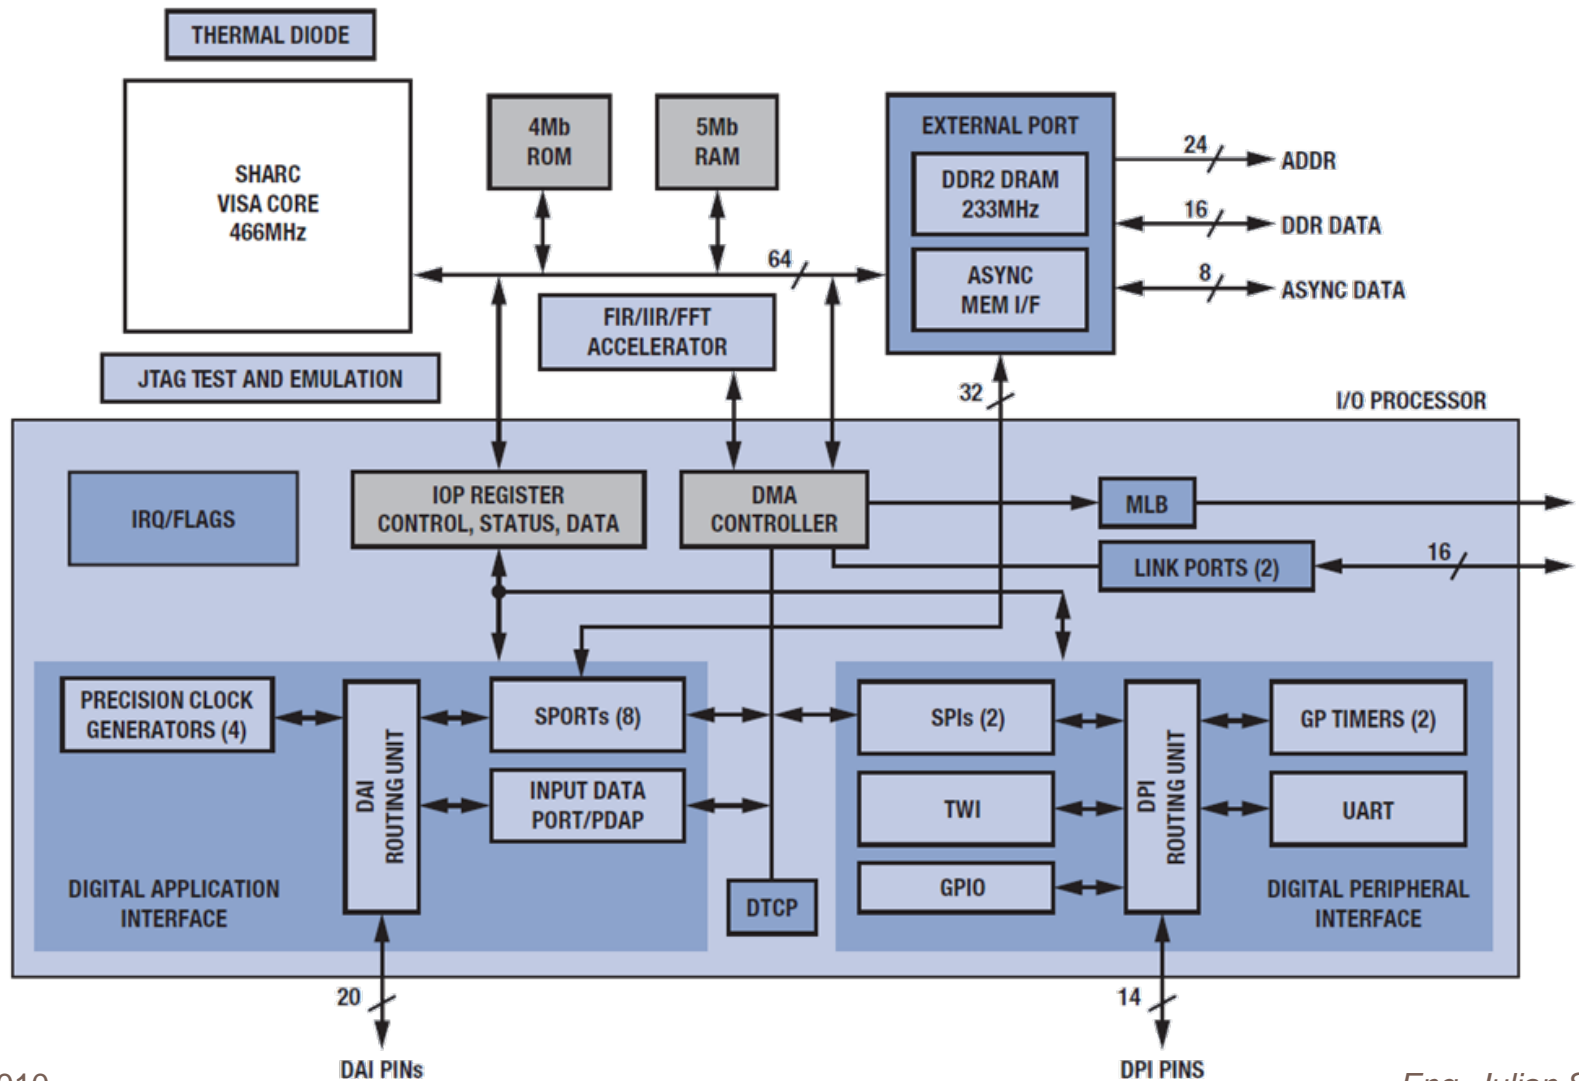 THERMAL DIODE
SHARC
VISA CORE
466MHz
4Mb
ROM
5Mb
RAM
EXTERNAL PORT
DDR2 DRAM
233MHz
ASYNC
MEM I/F
24
ADDR
16
DDR DATA
8
ASYNC DATA
64
FIR/IIR/FFT
ACCELERATOR
JTAG TEST AND EMULATION
32
I/O PROCESSOR
IRQ/FLAGS
IOP REGISTER
CONTROL, STATUS, DATA
DMA
CONTROLLER
MLB
LINK PORTS (2)
16
PRECISION CLOCK
GENERATORS (4)
DAI
ROUTING UNIT
SPORTs (8)
INPUT DATA
PORT/PDAP
DIGITAL APPLICATION
INTERFACE
DTCP
SPIs (2)
TWI
GPIO
DPI
ROUTING UNIT
GP TIMERS (2)
UART
DIGITAL PERIPHERAL
INTERFACE
20
DAI PINs
14
DPI PINS